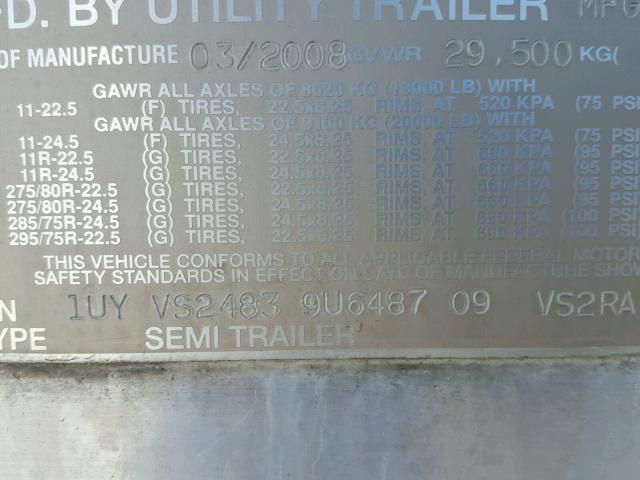 D. BY UTILITY TRAILER MFG
OF MANUFACTURE 03/2008 GVWR 29,500 KG(
GAWR ALL AXLES OF 8620 KG (19000 LB) WITH
11-22.5 (F) TIRES, 22.5x8.25 RIMS, AT 520 KPA (75 PSI
GAWR ALL AXLES OF 9100 KG (20000 LB) WITH
11-24.5 (F) TIRES, 24.5x8.25 RIMS, AT 520 KPA (75 PSI
11R-22.5 (G) TIRES, 22.5x8.25 RIMS, AT 660 KPA (95 PSI
11R-24.5 (G) TIRES, 24.5x8.25 RIMS, AT 660 KPA (95 PSI
275/80R-22.5 (G) TIRES, 22.5x8.25 RIMS, AT 660 KPA (95 PSI
275/80R-24.5 (G) TIRES, 24.5x8.25 RIMS, AT 660 KPA (95 PSI
285/75R-24.5 (G) TIRES, 24.5x8.25 RIMS, AT 690 KPA (100 PSI
295/75R-22.5 (G) TIRES, 22.5x8.25 RIMS, AT 690 KPA (100 PSI
THIS VEHICLE CONFORMS TO ALL APPLICABLE FEDERAL MOTOR
SAFETY STANDARDS IN EFFECT ON DATE OF MANUFACTURE SHOW
N 1UY VS2483 9U6487 09 VS2RA
YPE SEMI TRAILER